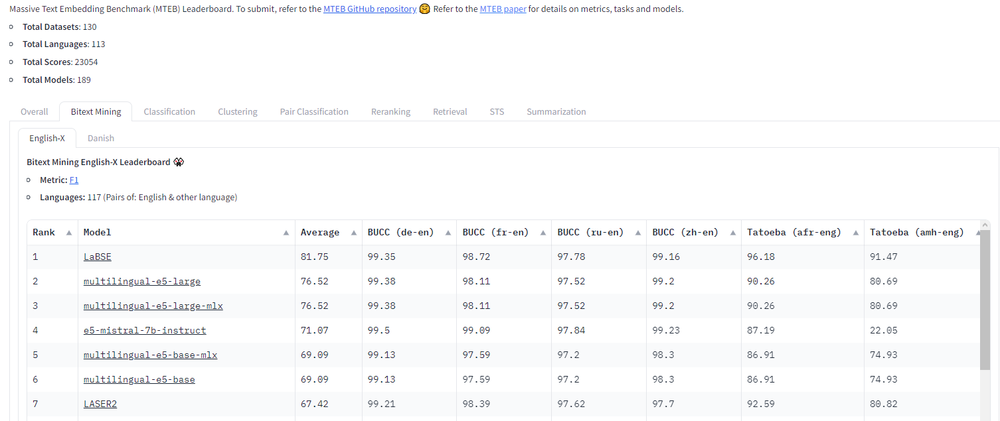 Massive Text Embedding Benchmark (MTEB) Leaderboard. To submit, refer to the MTEB GitHub repository 🤗 Refer to the MTEB paper for details on metrics, tasks and models.
Total Datasets: 130
Total Languages: 113
Total Scores: 23054
Total Models: 189
Overall Bitext Mining Classification Clustering Pair Classification Reranking Retrieval STS Summarization
English-X Danish
Bitext Mining English-X Leaderboard
Metric: F1
Languages: 117 (Pairs of: English & other language)
Rank Model Average BUCC (de-en) BUCC (fr-en) BUCC (ru-en) BUCC (zh-en) Tatoeba (afr-eng) Tatoeba (amh-eng)
1 LaBSE 81.75 99.35 98.72 97.78 99.16 96.18 91.47
2 multilingual-e5-large 76.52 99.38 98.11 97.52 99.2 90.26 80.69
3 multilingual-e5-large-mlx 76.52 99.38 98.11 97.52 99.2 90.26 80.69
4 e5-mistral-7b-instruct 71.07 99.5 99.09 97.84 99.23 87.19 22.05
5 multilingual-e5-base-mlx 69.09 99.13 97.59 97.2 98.3 86.91 74.93
6 multilingual-e5-base 69.09 99.13 97.59 97.2 98.3 86.91 74.93
7 LASER2 67.42 99.21 98.39 97.62 97.7 92.59 80.82